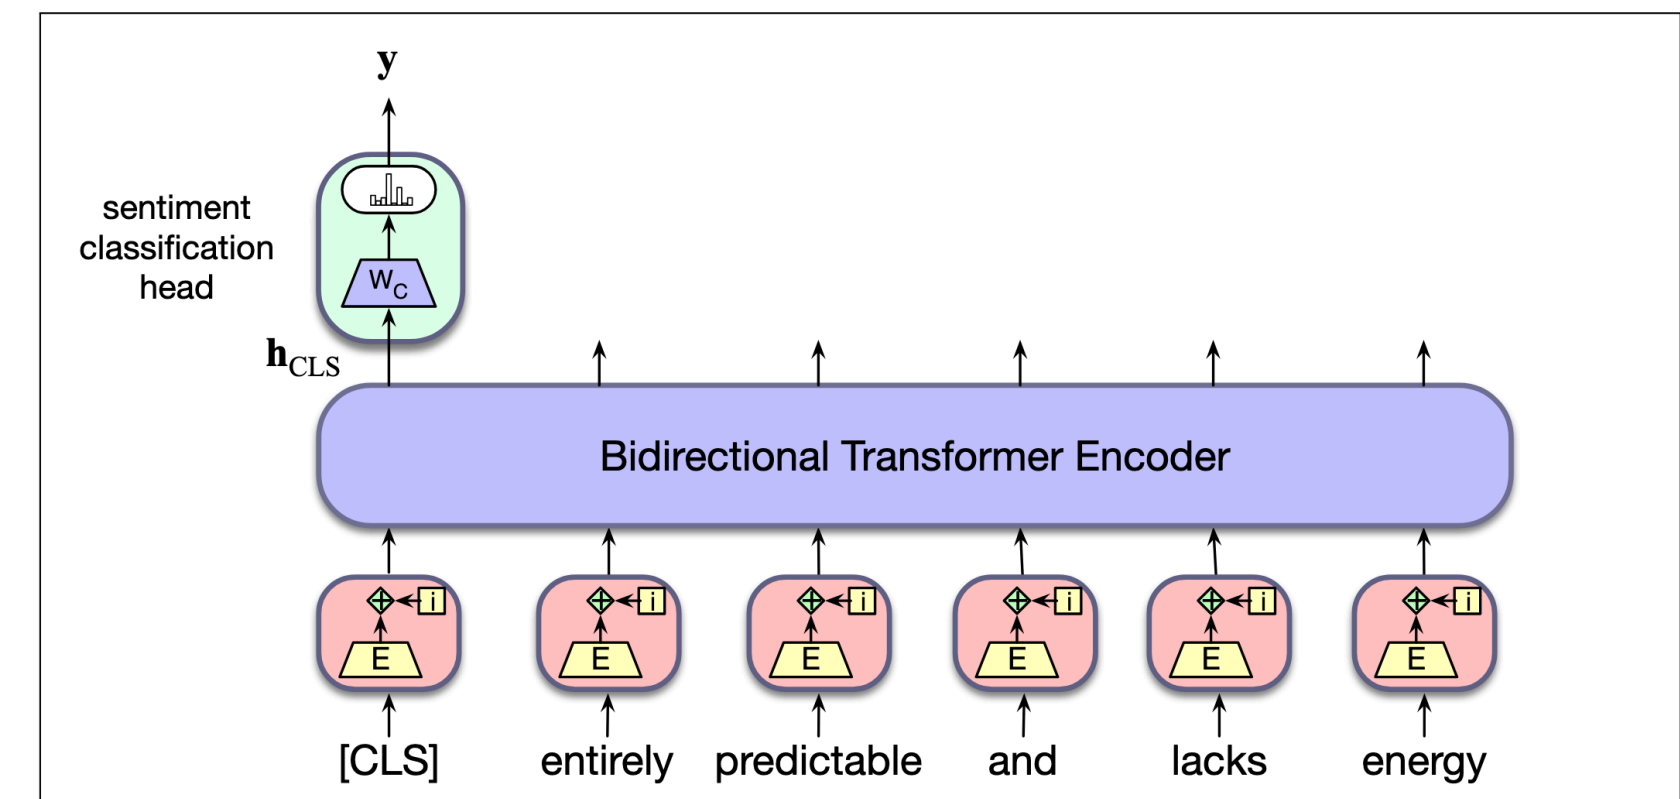 y
sentiment
classification
head
W_C
h_CLS
Bidirectional Transformer Encoder
i i i i i i
E E E E E E
[CLS] entirely predictable and lacks energy